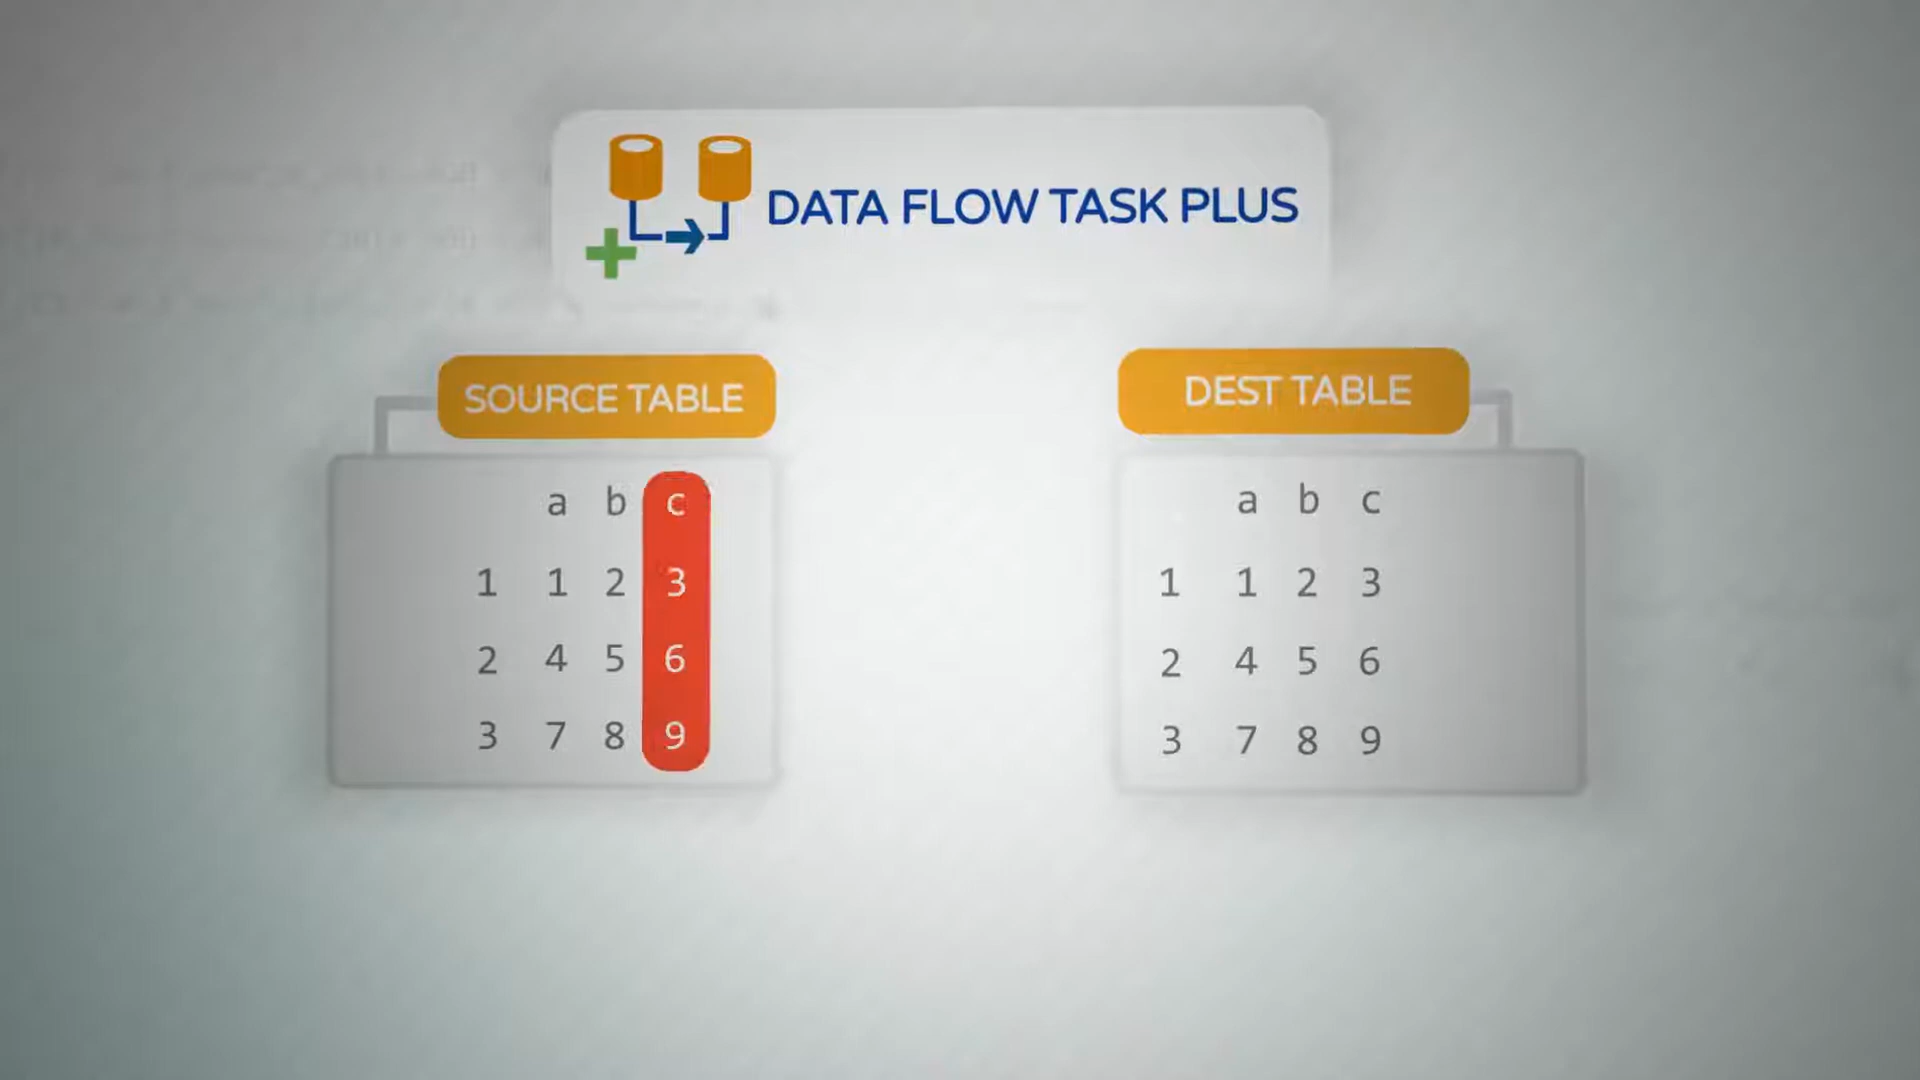 DATA FLOW TASK PLUS
SOURCE TABLE
a b c
1 1 2 3
2 4 5 6
3 7 8 9
DEST TABLE
a b c
1 1 2 3
2 4 5 6
3 7 8 9